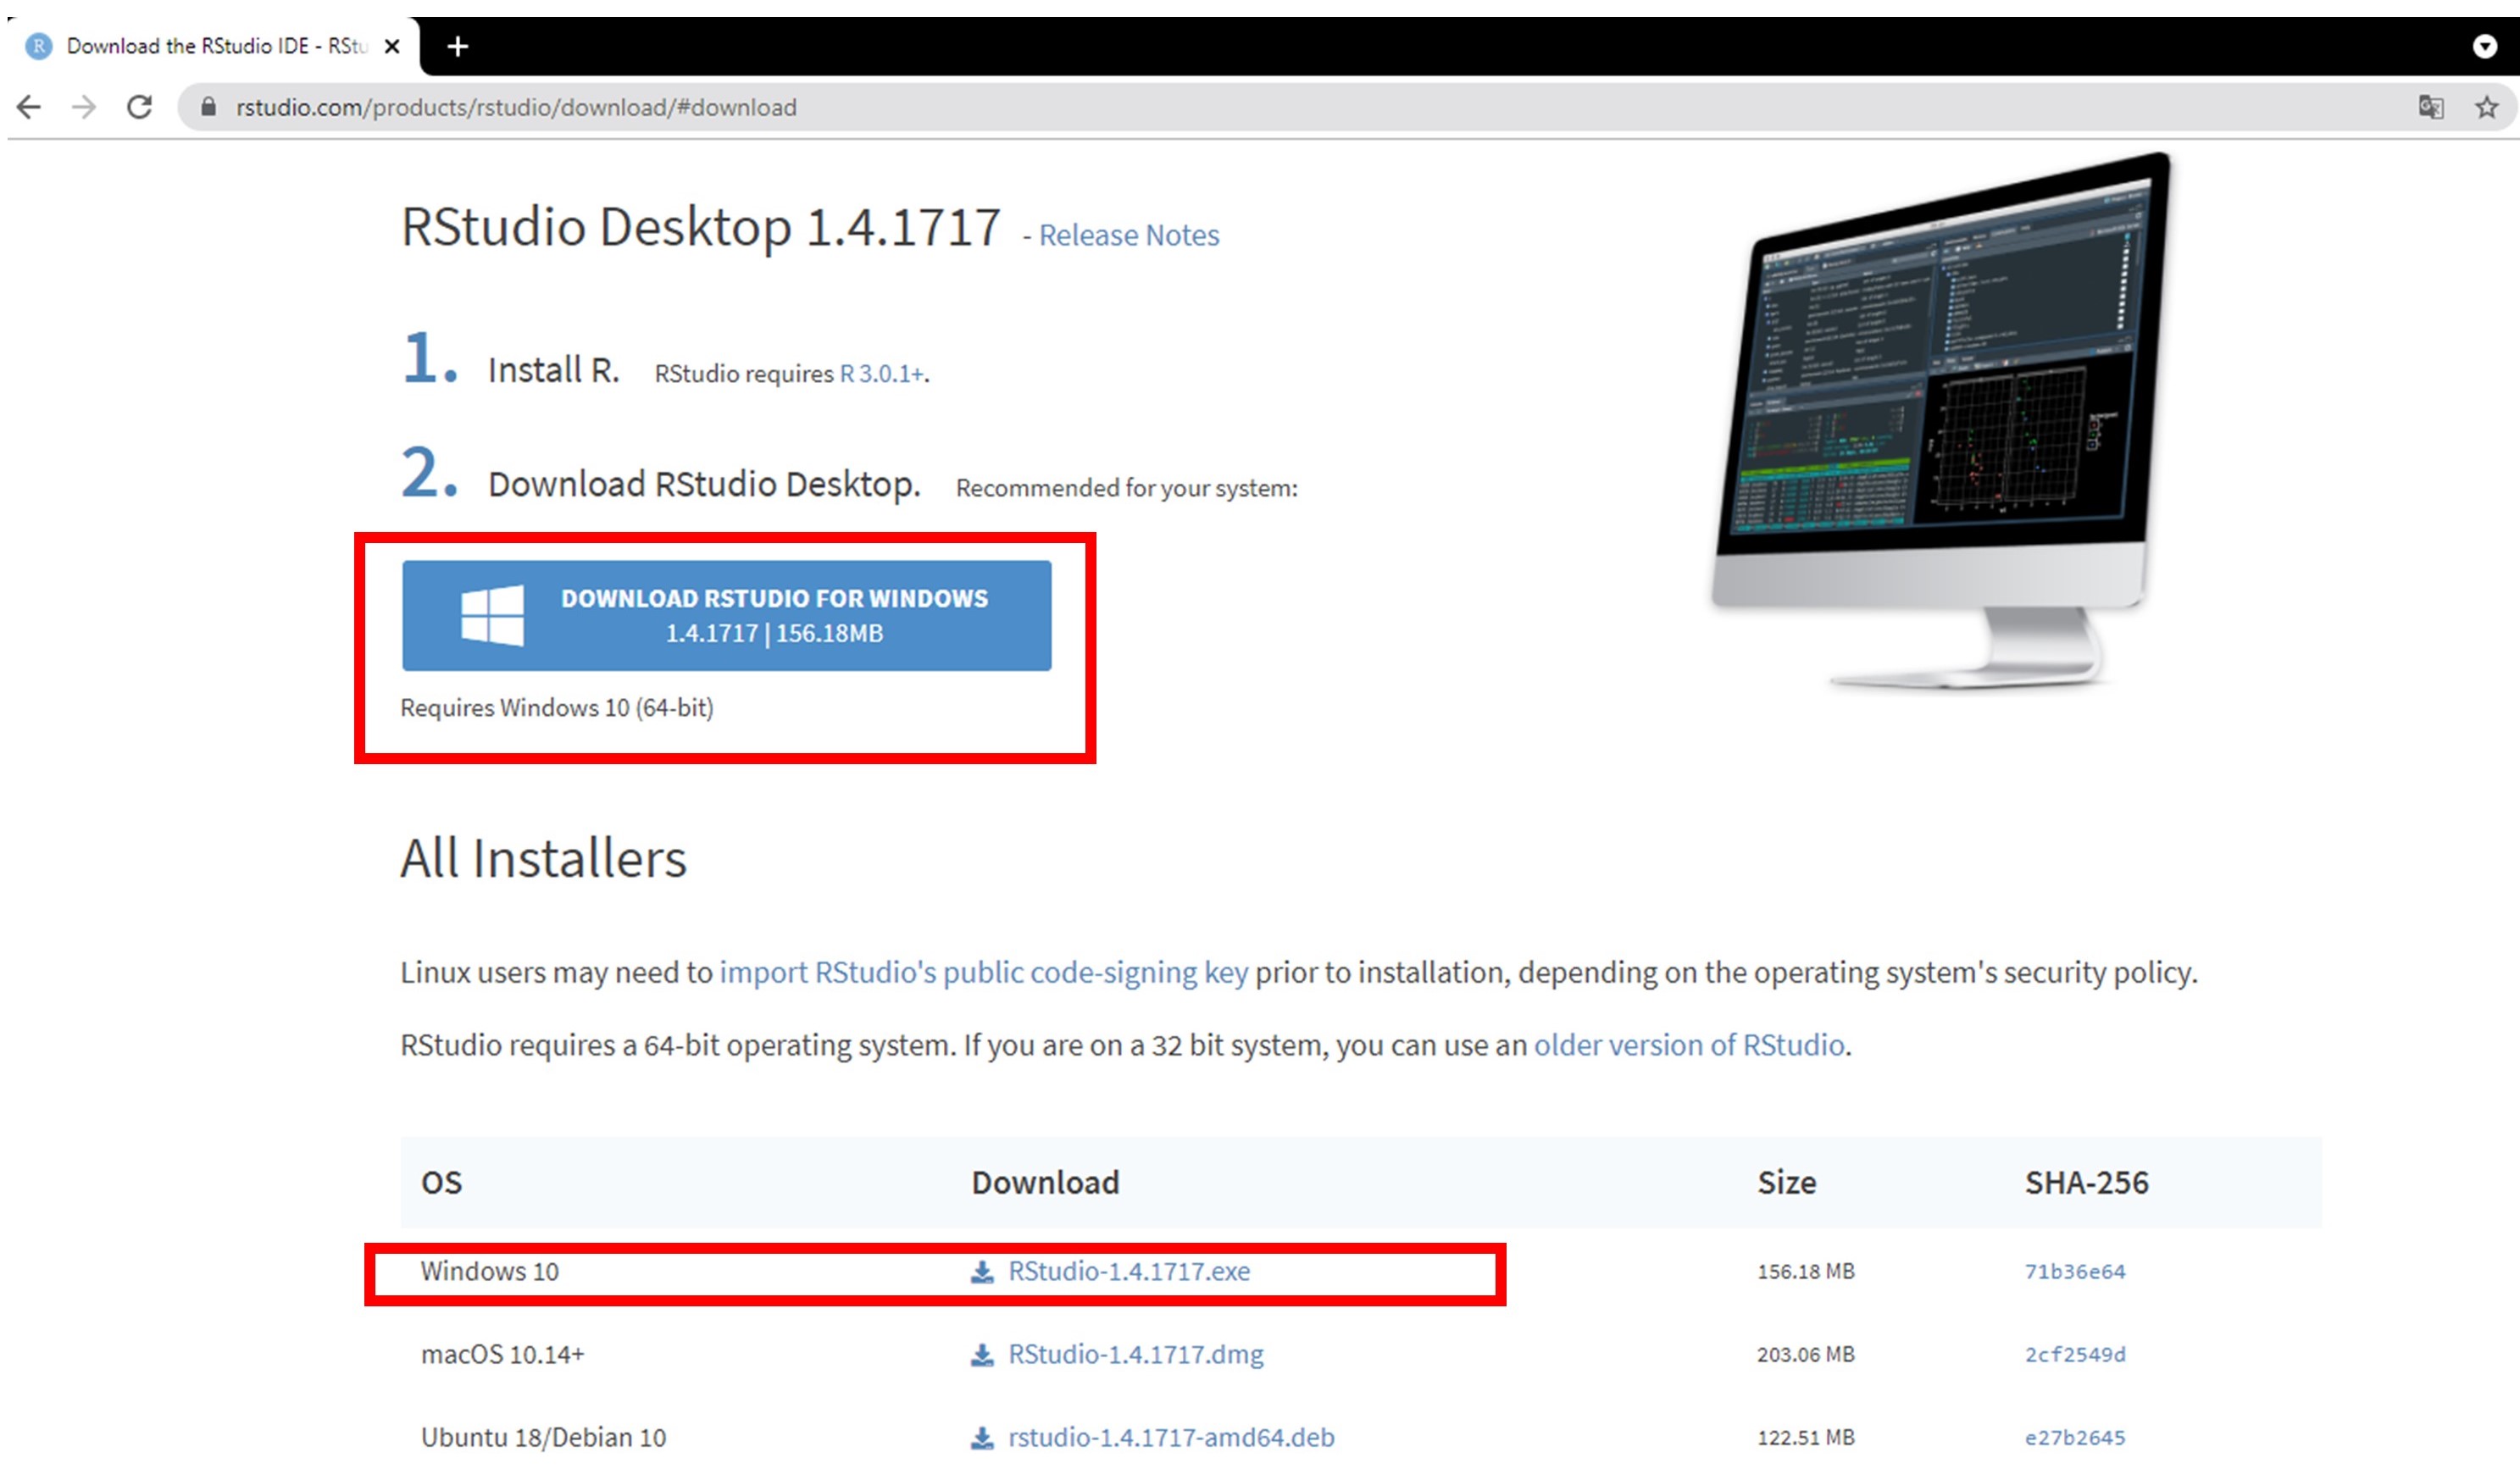 Download the RStudio IDE - RStu
rstudio.com/products/rstudio/download/#download
RStudio Desktop 1.4.1717 - Release Notes
1. Install R. RStudio requires R 3.0.1+.
2. Download RStudio Desktop. Recommended for your system:
DOWNLOAD RSTUDIO FOR WINDOWS
1.4.1717 | 156.18MB
Requires Windows 10 (64-bit)
All Installers
Linux users may need to import RStudio's public code-signing key prior to installation, depending on the operating system's security policy.
RStudio requires a 64-bit operating system. If you are on a 32 bit system, you can use an older version of RStudio.
OS Download Size SHA-256
Windows 10 RStudio-1.4.1717.exe 156.18 MB 71b36e64
macOS 10.14+ RStudio-1.4.1717.dmg 203.06 MB 2cf2549d
Ubuntu 18/Debian 10 rstudio-1.4.1717-amd64.deb 122.51 MB e27b2645